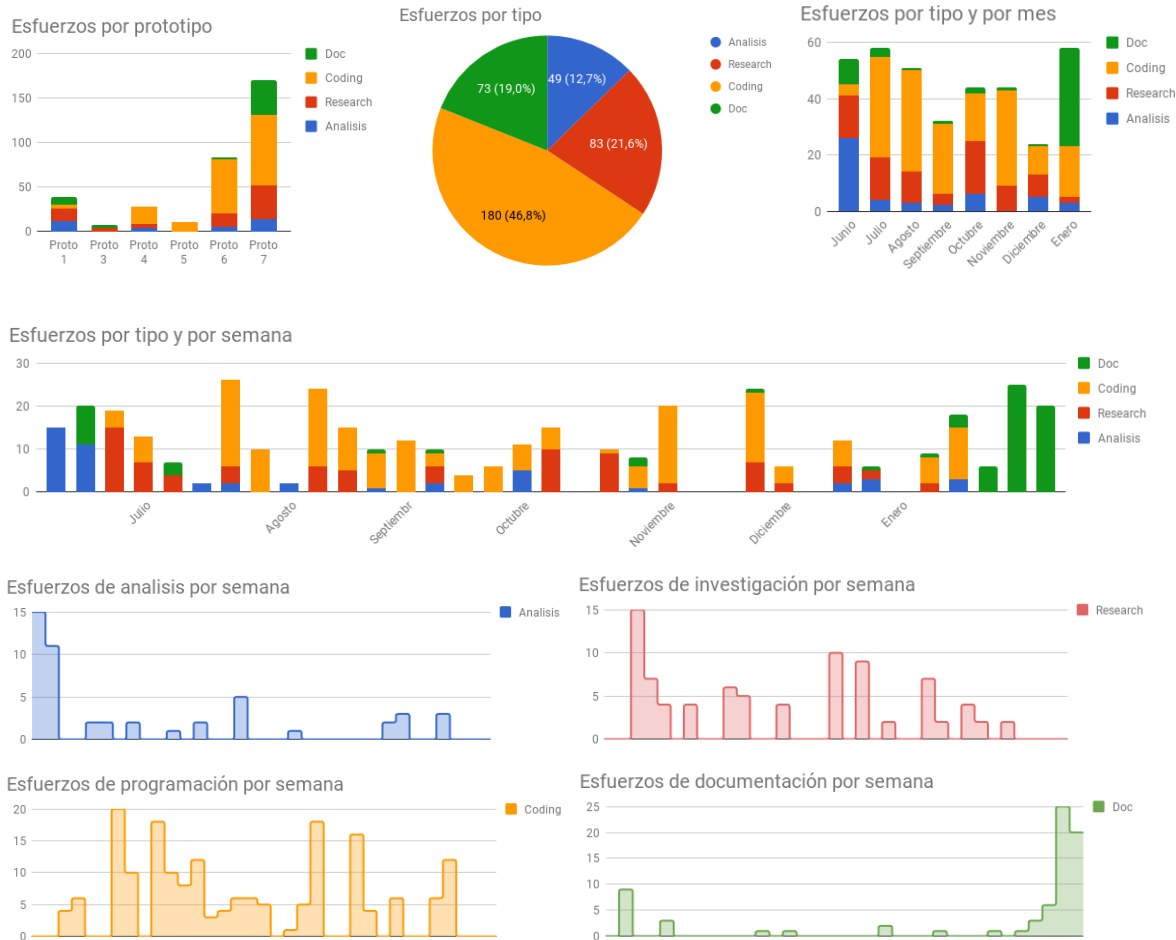 Esfuerzos por prototipo
200
150
100
50
0
Proto 1
Proto 3
Proto 4
Proto 5
Proto 6
Proto 7
Doc
Coding
Research
Analisis
Esfuerzos por tipo
49 (12,7%)
83 (21,6%)
180 (46,8%)
73 (19,0%)
Analisis
Research
Coding
Doc
Esfuerzos por tipo y por mes
60
40
20
0
Junio
Julio
Agosto
Septiembre
Octubre
Noviembre
Diciembre
Enero
Doc
Coding
Research
Analisis
Esfuerzos por tipo y por semana
30
20
10
0
Julio
Agosto
Septiembr
Octubre
Noviembre
Diciembre
Enero
Doc
Coding
Research
Analisis
Esfuerzos de analisis por semana
15
10
5
0
Analisis
Esfuerzos de investigación por semana
15
10
5
0
Research
Esfuerzos de programación por semana
20
15
10
5
0
Coding
Esfuerzos de documentación por semana
25
20
15
10
5
0
Doc